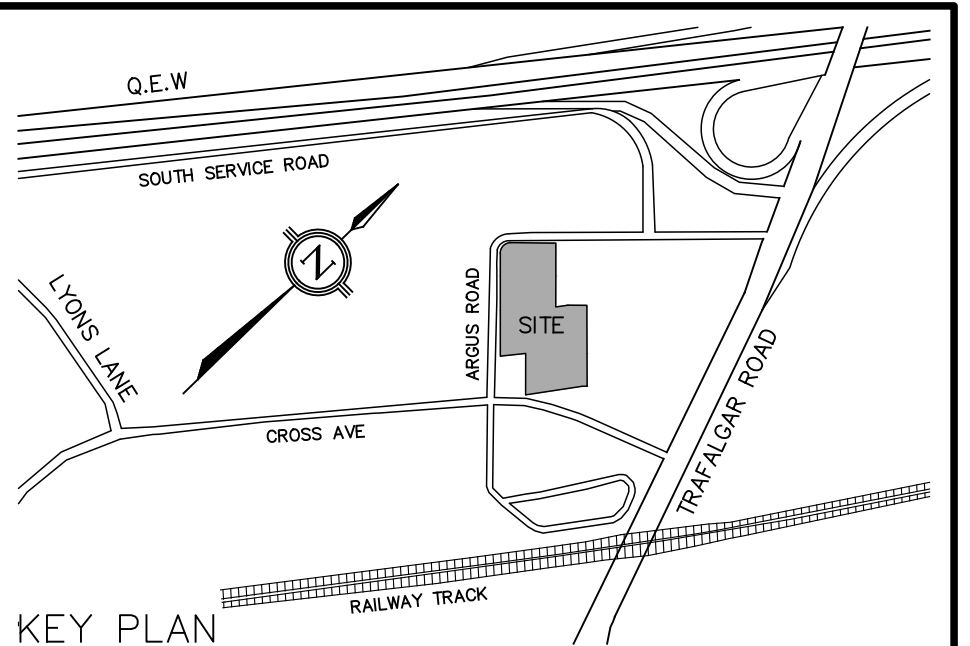 Q.E.W
SOUTH SERVICE ROAD
N
LYONS LANE
ARGUS ROAD
SITE
TRAFALGAR ROAD
CROSS AVE
RAILWAY TRACK
KEY PLAN